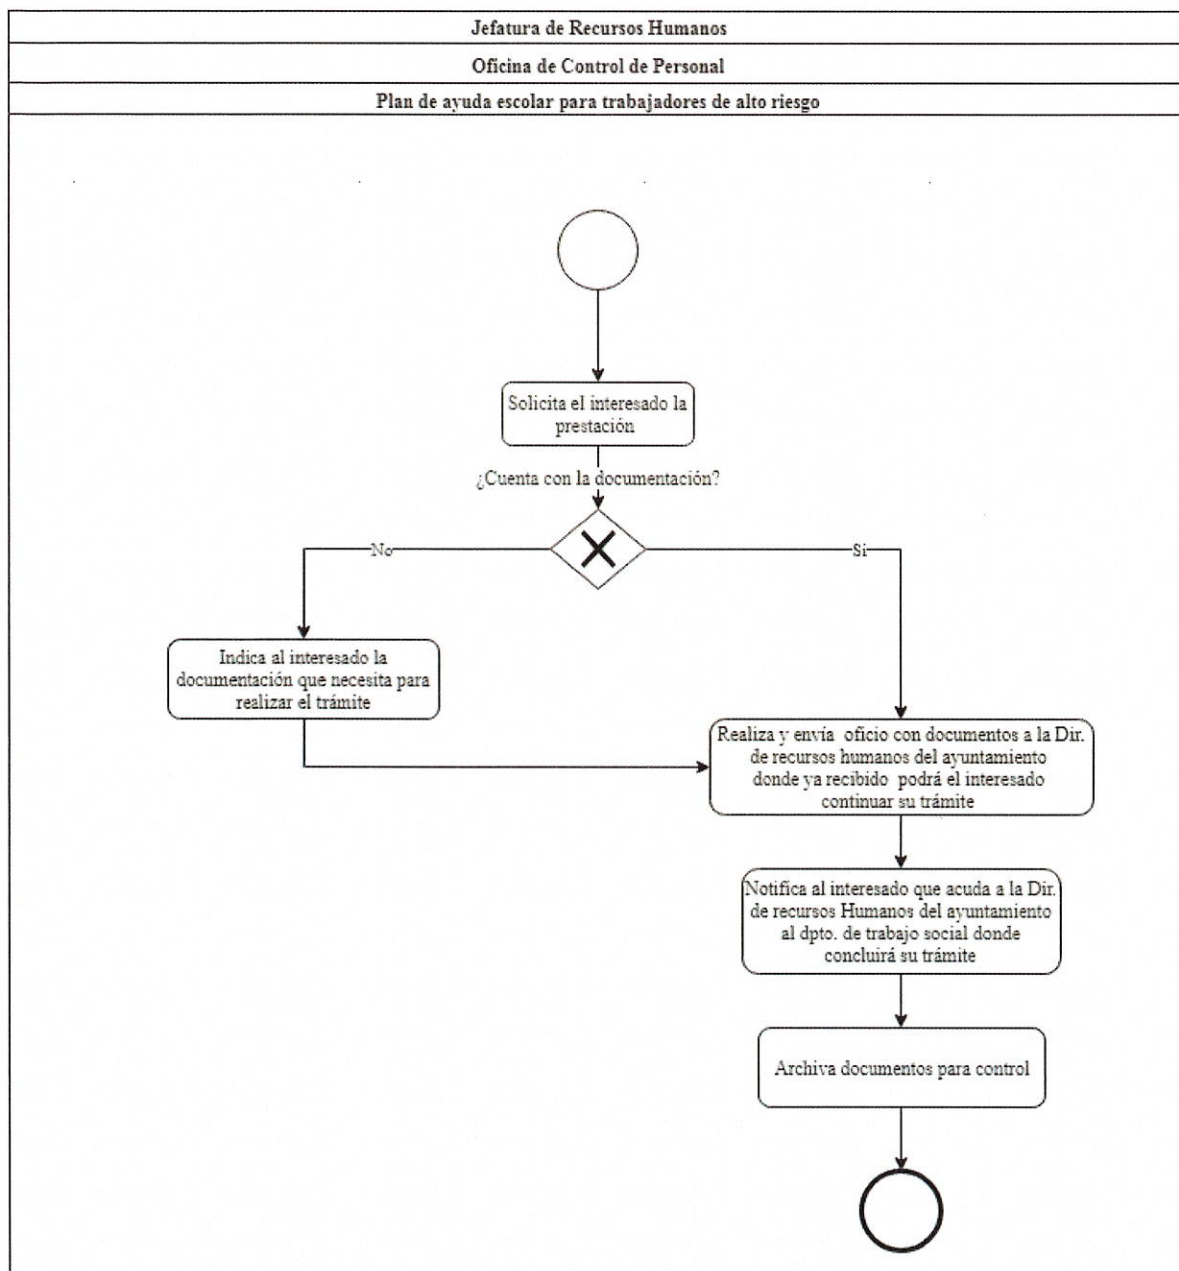 Jefatura de Recursos Humanos
Oficina de Control de Personal
Plan de ayuda escolar para trabajadores de alto riesgo
Solicita el interesado la
prestación
¿Cuenta con la documentación?
No
Si
Indica al interesado la
documentación que necesita para
realizar el trámite
Realiza y envía oficio con documentos a la Dir.
de recursos humanos del ayuntamiento
donde ya recibido podrá el interesado
continuar su trámite
Notifica al interesado que acuda a la Dir.
de recursos Humanos del ayuntamiento
al dpto. de trabajo social donde
concluirá su trámite
Archiva documentos para control